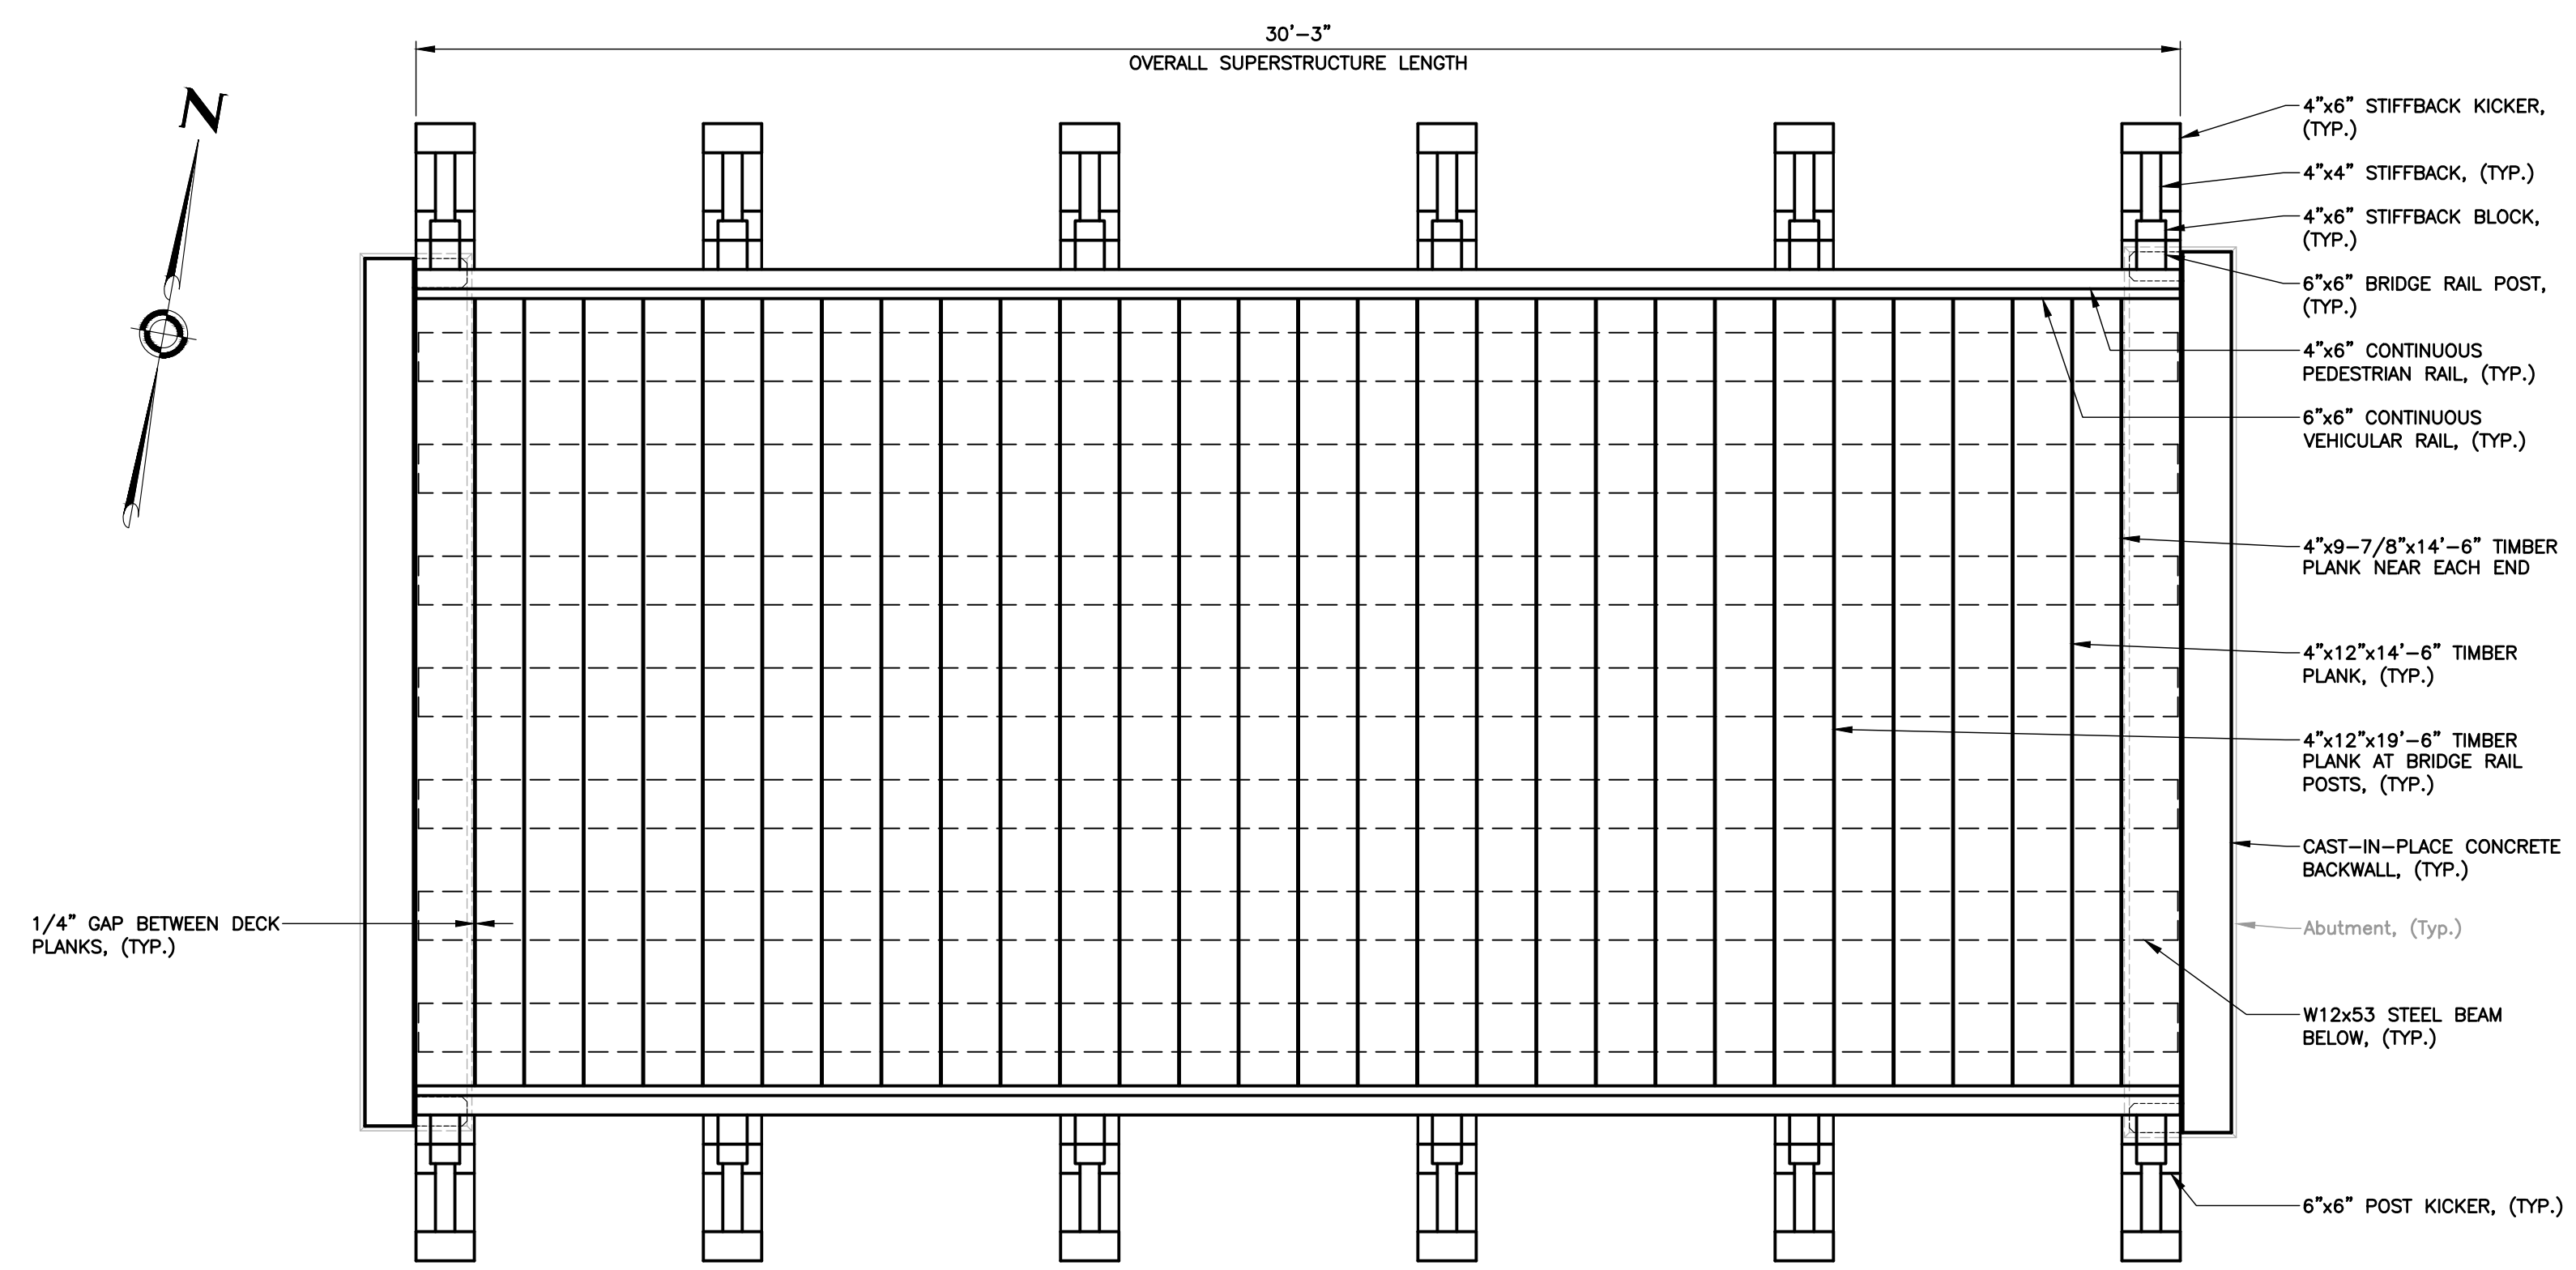 30'-3"
OVERALL SUPERSTRUCTURE LENGTH
N
4"x6" STIFFBACK KICKER,
(TYP.)
4"x4" STIFFBACK, (TYP.)
4"x6" STIFFBACK BLOCK,
(TYP.)
6"x6" BRIDGE RAIL POST,
(TYP.)
4"x6" CONTINUOUS
PEDESTRIAN RAIL, (TYP.)
6"x6" CONTINUOUS
VEHICULAR RAIL, (TYP.)
4"x9-7/8"x14'-6" TIMBER
PLANK NEAR EACH END
4"x12"x14'-6" TIMBER
PLANK, (TYP.)
4"x12"x19'-6" TIMBER
PLANK AT BRIDGE RAIL
POSTS, (TYP.)
CAST-IN-PLACE CONCRETE
BACKWALL, (TYP.)
1/4" GAP BETWEEN DECK
PLANKS, (TYP.)
Abutment, (Typ.)
W12x53 STEEL BEAM
BELOW, (TYP.)
6"x6" POST KICKER, (TYP.)